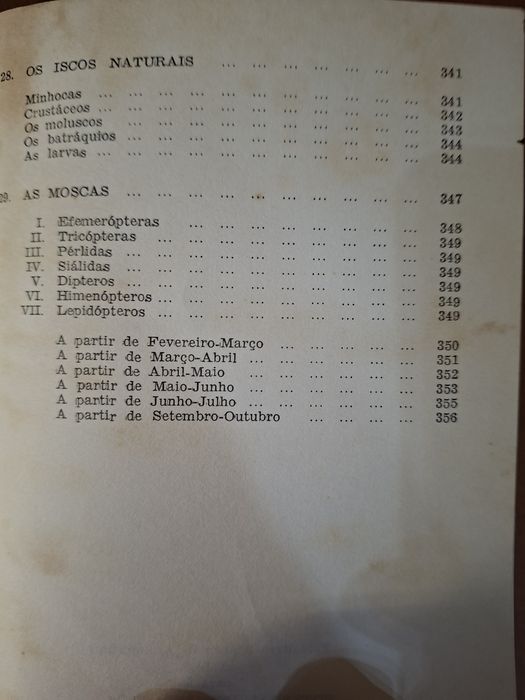 28. OS ISCOS NATURAIS ... ... ... ... ... ... ... 341
Minhocas ... ... ... ... ... ... ... ... ... ... 341
Crustáceos ... ... ... ... ... ... ... ... ... ... 342
Os moluscos ... ... ... ... ... ... ... ... ... 343
Os batráquios ... ... ... ... ... ... ... ... ... 344
As larvas ... ... ... ... ... ... ... ... ... ... 344
29. AS MOSCAS ... ... ... ... ... ... ... ... ... ... 347
I. Efemerópteras ... ... ... ... ... ... ... 348
II. Tricópteras ... ... ... ... ... ... ... ... 349
III. Pérlidas ... ... ... ... ... ... ... ... ... 349
IV. Siálidas ... ... ... ... ... ... ... ... ... 349
V. Dípteros ... ... ... ... ... ... ... ... ... 349
VI. Himenópteros ... ... ... ... ... ... ... ... 349
VII. Lepidópteros ... ... ... ... ... ... ... ... 349
A partir de Fevereiro-Março ... ... ... ... ... 350
A partir de Março-Abril ... ... ... ... ... ... 351
A partir de Abril-Maio ... ... ... ... ... ... 352
A partir de Maio-Junho ... ... ... ... ... ... 353
A partir de Junho-Julho ... ... ... ... ... ... 355
A partir de Setembro-Outubro ... ... ... ... 356